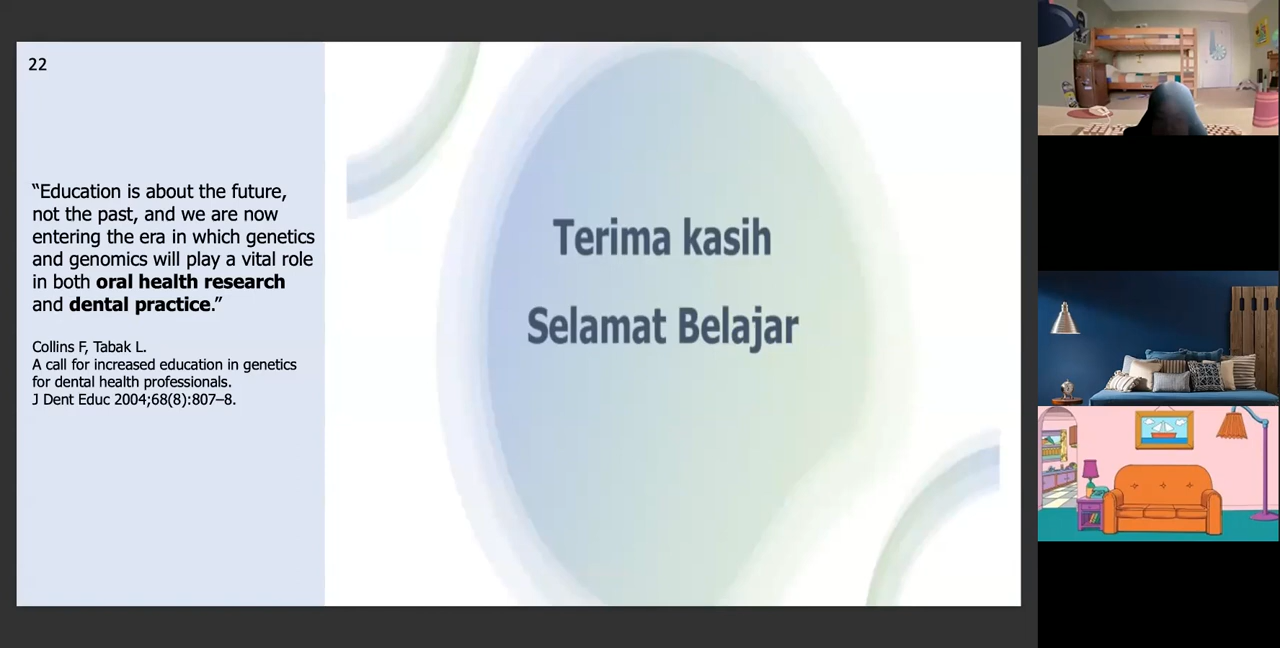 22
“Education is about the future,
not the past, and we are now
entering the era in which genetics
and genomics will play a vital role
in both oral health research
and dental practice.”
Collins F, Tabak L.
A call for increased education in genetics
for dental health professionals.
J Dent Educ 2004;68(8):807–8.
Terima kasih
Selamat Belajar